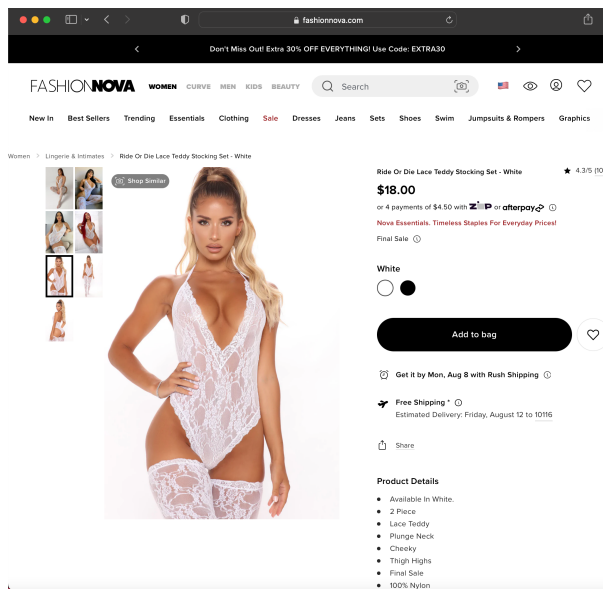 fashionnova.com
Don't Miss Out! Extra 30% OFF EVERYTHING! Use Code: EXTRA30
FASHIONNOVA WOMEN CURVE MEN KIDS BEAUTY Search
New In Best Sellers Trending Essentials Clothing Sale Dresses Jeans Sets Shoes Swim Jumpsuits & Rompers Graphics
Women > Lingerie & Intimates > Ride Or Die Lace Teddy Stocking Set - White
Shop Similar
Ride Or Die Lace Teddy Stocking Set - White 4.3/5 (10
$18.00
or 4 payments of $4.50 with ZIP or afterpay
Nova Essentials. Timeless Staples For Everyday Prices!
Final Sale
White
Add to bag
Get it by Mon, Aug 8 with Rush Shipping
Free Shipping *
Estimated Delivery: Friday, August 12 to 10116
Share
Product Details
Available In White.
2 Piece
Lace Teddy
Plunge Neck
Cheeky
Thigh Highs
Final Sale
100% Nylon